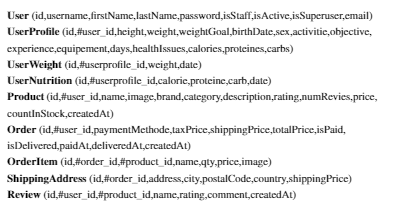 User (id,username,firstName,lastName,password,isStaff,isActive,isSuperuser,email)
UserProfile (id,#user_id,height,weight,weightGoal,birthDate,sex,activitie,objective,
experience,equipement,days,healthIssues,calories,proteines,carbs)
UserWeight (id,#userprofile_id,weight,date)
UserNutrition (id,#userprofile_id,calorie,proteine,carb,date)
Product (id,#user_id,name,image,brand,category,description,rating,numRevies,price,
countInStock,createdAt)
Order (id,#user_id,paymentMethode,taxPrice,shippingPrice,totalPrice,isPaid,
isDelivered,paidAt,deliveredAt,createdAt)
OrderItem (id,#order_id,#product_id,name,qty,price,image)
ShippingAddress (id,#order_id,address,city,postalCode,country,shippingPrice)
Review (id,#user_id,#product_id,name,rating,comment,createdAt)